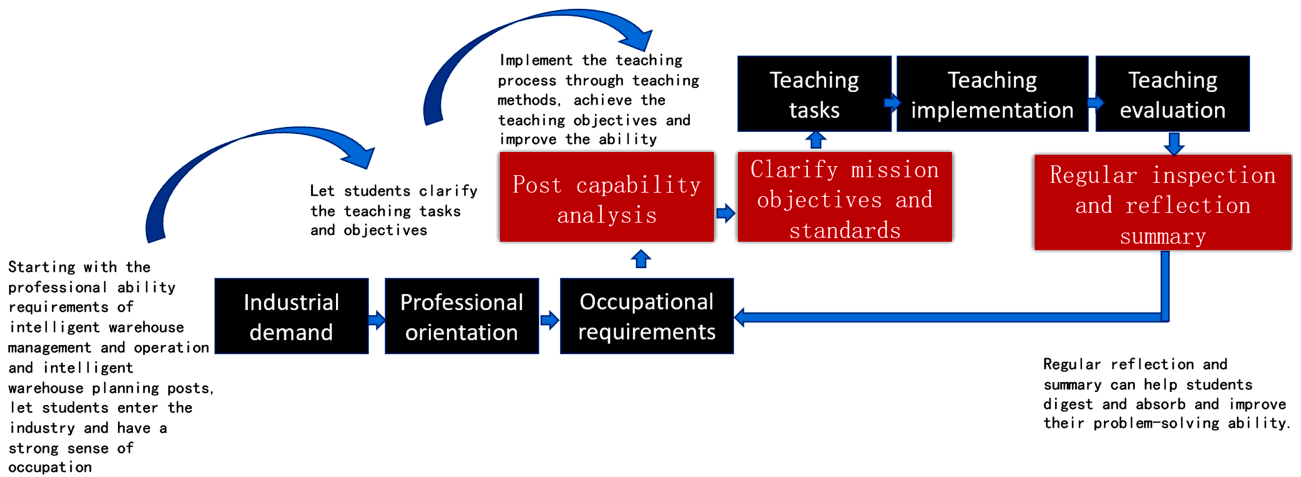 Implement the teaching
process through teaching
methods, achieve the
teaching objectives and
improve the ability
Teaching
tasks
Teaching
implementation
Teaching
evaluation
Let students clarify
the teaching tasks
and objectives
Post capability
analysis
Clarify mission
objectives and
standards
Regular inspection
and reflection
summary
Starting with the
professional ability
requirements of
intelligent warehouse
management and operation
and intelligent
warehouse planning posts,
let students enter the
industry and have a
strong sense of
occupation
Industrial
demand
Professional
orientation
Occupational
requirements
Regular reflection and
summary can help students
digest and absorb and improve
their problem-solving ability.